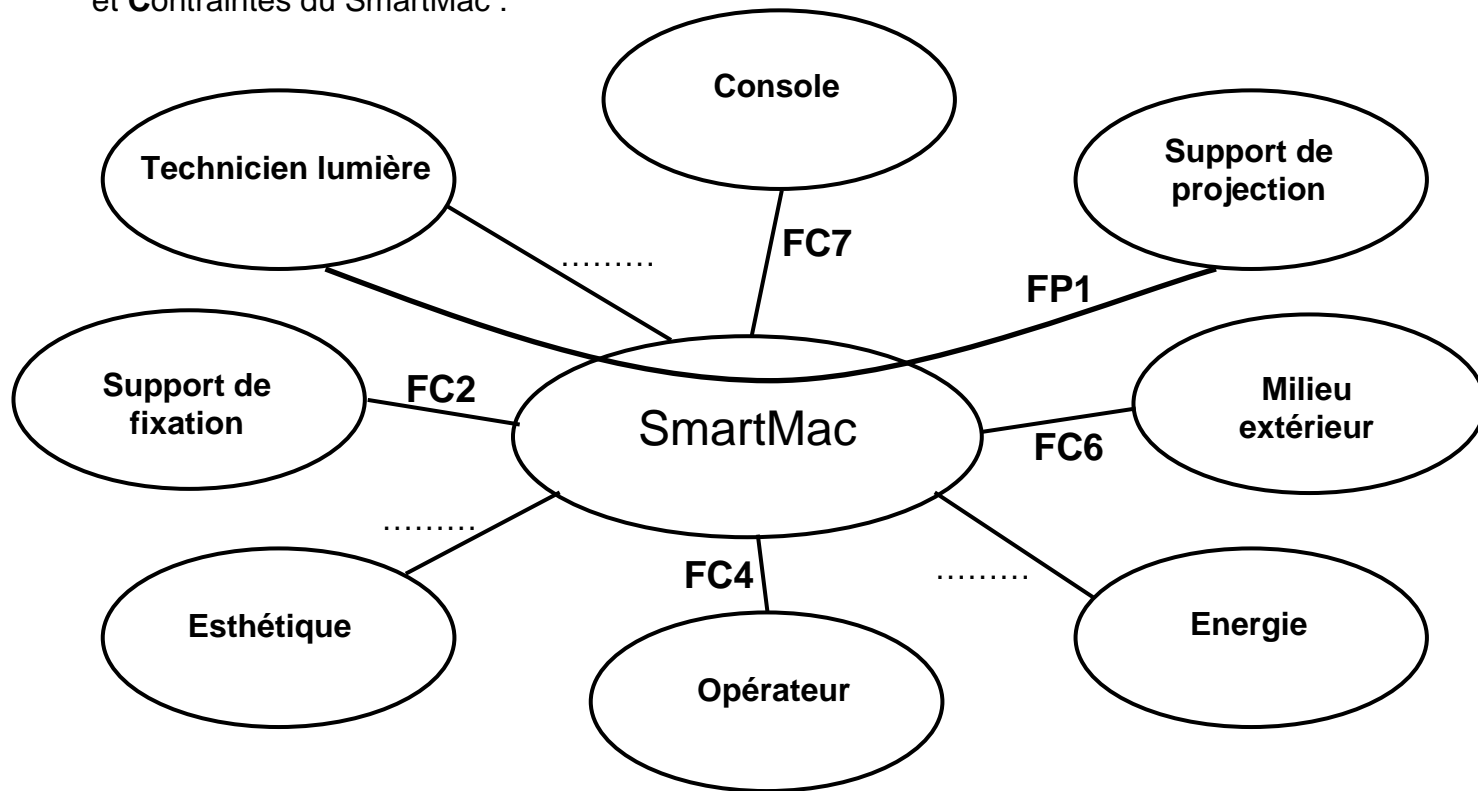 et Contraintes du SmartMac :
Console
Technicien lumière
Support de
projection
………
FC7
FP1
Support de
fixation
FC2
SmartMac
Milieu
extérieur
FC6
………
FC4
………
Esthétique
Opérateur
Energie